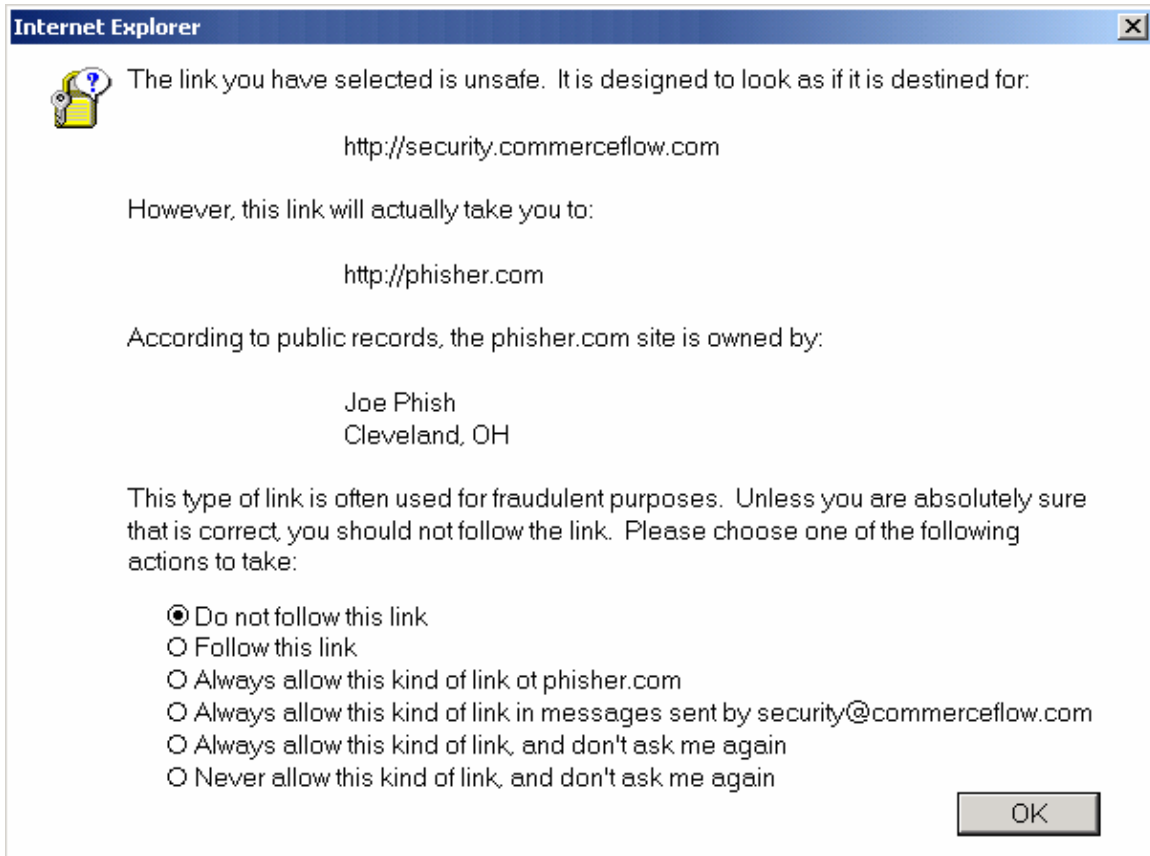 Internet Explorer
The link you have selected is unsafe. It is designed to look as if it is destined for:
http://security.commerceflow.com
However, this link will actually take you to:
http://phisher.com
According to public records, the phisher.com site is owned by:
Joe Phish
Cleveland, OH
This type of link is often used for fraudulent purposes. Unless you are absolutely sure
that is correct, you should not follow the link. Please choose one of the following
actions to take:
Do not follow this link
Follow this link
Always allow this kind of link ot phisher.com
Always allow this kind of link in messages sent by security@commerceflow.com
Always allow this kind of link, and don't ask me again
Never allow this kind of link, and don't ask me again
OK